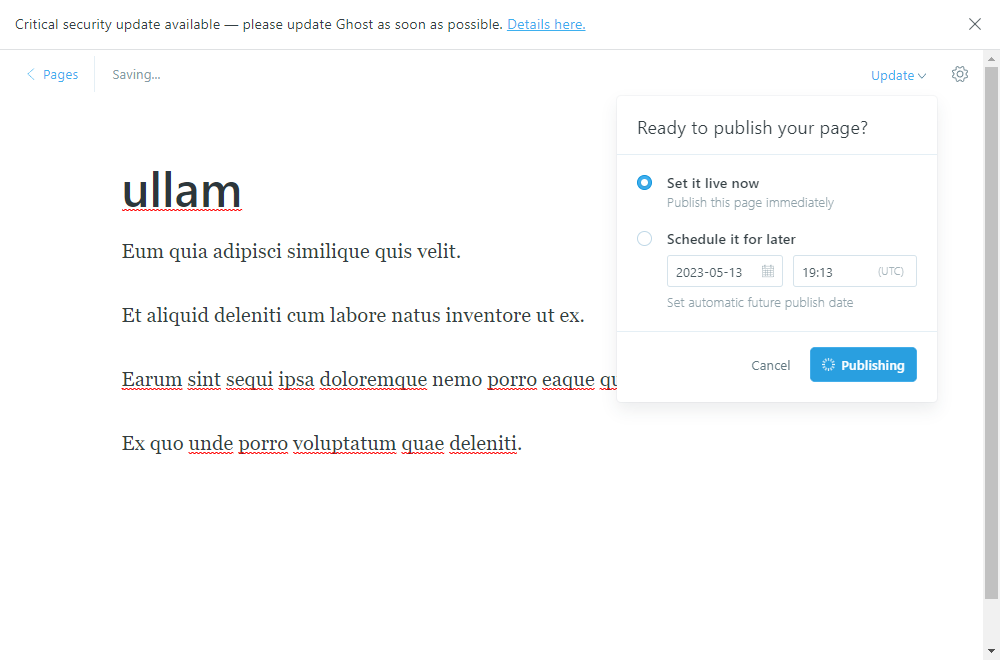 Critical security update available — please update Ghost as soon as possible. Details here.
Pages
Saving...
Update
Ready to publish your page?
Set it live now
Publish this page immediately
Schedule it for later
2023-05-13
19:13 (UTC)
Set automatic future publish date
Cancel
Publishing
ullam
Eum quia adipisci similique quis velit.
Et aliquid deleniti cum labore natus inventore ut ex.
Earum sint sequi ipsa doloremque nemo porro eaque
Ex quo unde porro voluptatum quae deleniti.